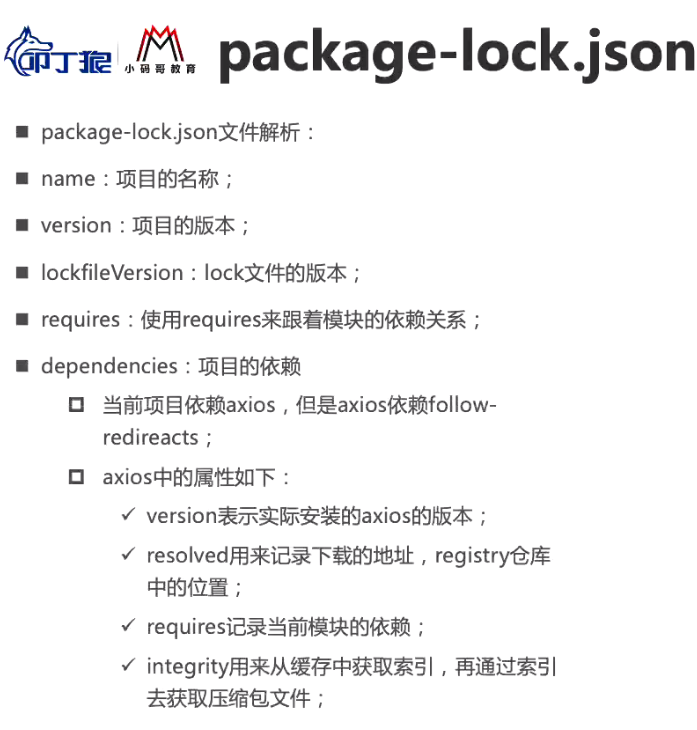 叩丁狼
小码哥教育
package-lock.json
package-lock.json文件解析：
name：项目的名称；
version：项目的版本；
lockfileVersion：lock文件的版本；
requires：使用requires来跟着模块的依赖关系；
dependencies：项目的依赖
当前项目依赖axios，但是axios依赖follow-
redireacts；
axios中的属性如下：
version表示实际安装的axios的版本；
resolved用来记录下载的地址，registry仓库
中的位置；
requires记录当前模块的依赖；
integrity用来从缓存中获取索引，再通过索引
去获取压缩包文件；